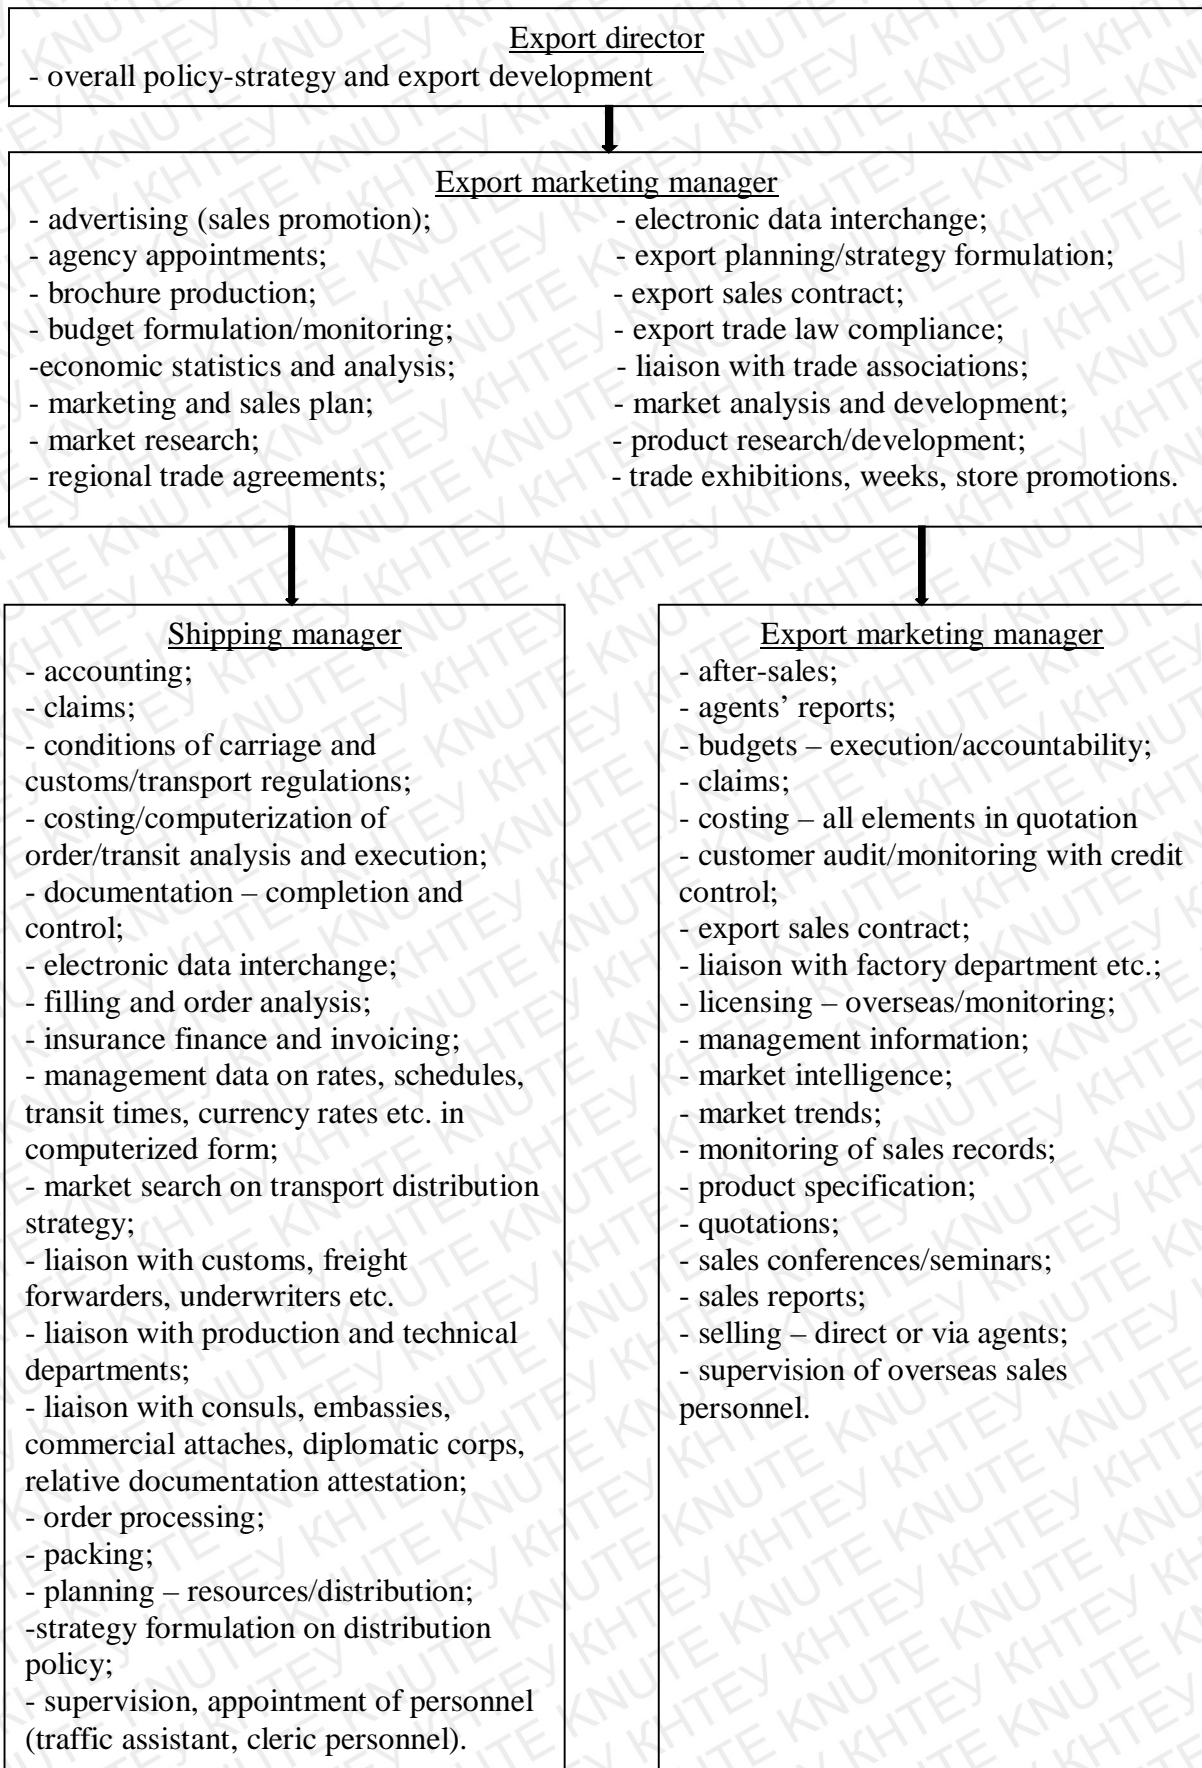 Export director
- overall policy-strategy and export development
Export marketing manager
- advertising (sales promotion);
- agency appointments;
- brochure production;
- budget formulation/monitoring;
-economic statistics and analysis;
- marketing and sales plan;
- market research;
- regional trade agreements;
- electronic data interchange;
- export planning/strategy formulation;
- export sales contract;
- export trade law compliance;
- liaison with trade associations;
- market analysis and development;
- product research/development;
- trade exhibitions, weeks, store promotions.
Shipping manager
- accounting;
- claims;
- conditions of carriage and
customs/transport regulations;
- costing/computerization of
order/transit analysis and execution;
- documentation – completion and
control;
- electronic data interchange;
- filling and order analysis;
- insurance finance and invoicing;
- management data on rates, schedules,
transit times, currency rates etc. in
computerized form;
- market search on transport distribution
strategy;
- liaison with customs, freight
forwarders, underwriters etc.
- liaison with production and technical
departments;
- liaison with consuls, embassies,
commercial attaches, diplomatic corps,
relative documentation attestation;
- order processing;
- packing;
- planning – resources/distribution;
-strategy formulation on distribution
policy;
- supervision, appointment of personnel
(traffic assistant, cleric personnel).
Export marketing manager
- after-sales;
- agents’ reports;
- budgets – execution/accountability;
- claims;
- costing – all elements in quotation
- customer audit/monitoring with credit
control;
- export sales contract;
- liaison with factory department etc.;
- licensing – overseas/monitoring;
- management information;
- market intelligence;
- market trends;
- monitoring of sales records;
- product specification;
- quotations;
- sales conferences/seminars;
- sales reports;
- selling – direct or via agents;
- supervision of overseas sales
personnel.